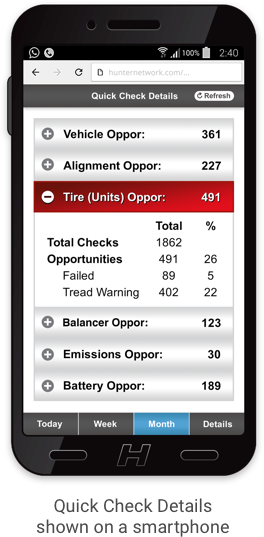 100% 2:40
hunternetwork.com/...
Quick Check Details Refresh
Vehicle Oppor: 361
Alignment Oppor: 227
Tire (Units) Oppor: 491
Total %
Total Checks 1862
Opportunities 491 26
Failed 89 5
Tread Warning 402 22
Balancer Oppor: 123
Emissions Oppor: 30
Battery Oppor: 189
Today Week Month Details
H
Quick Check Details
shown on a smartphone